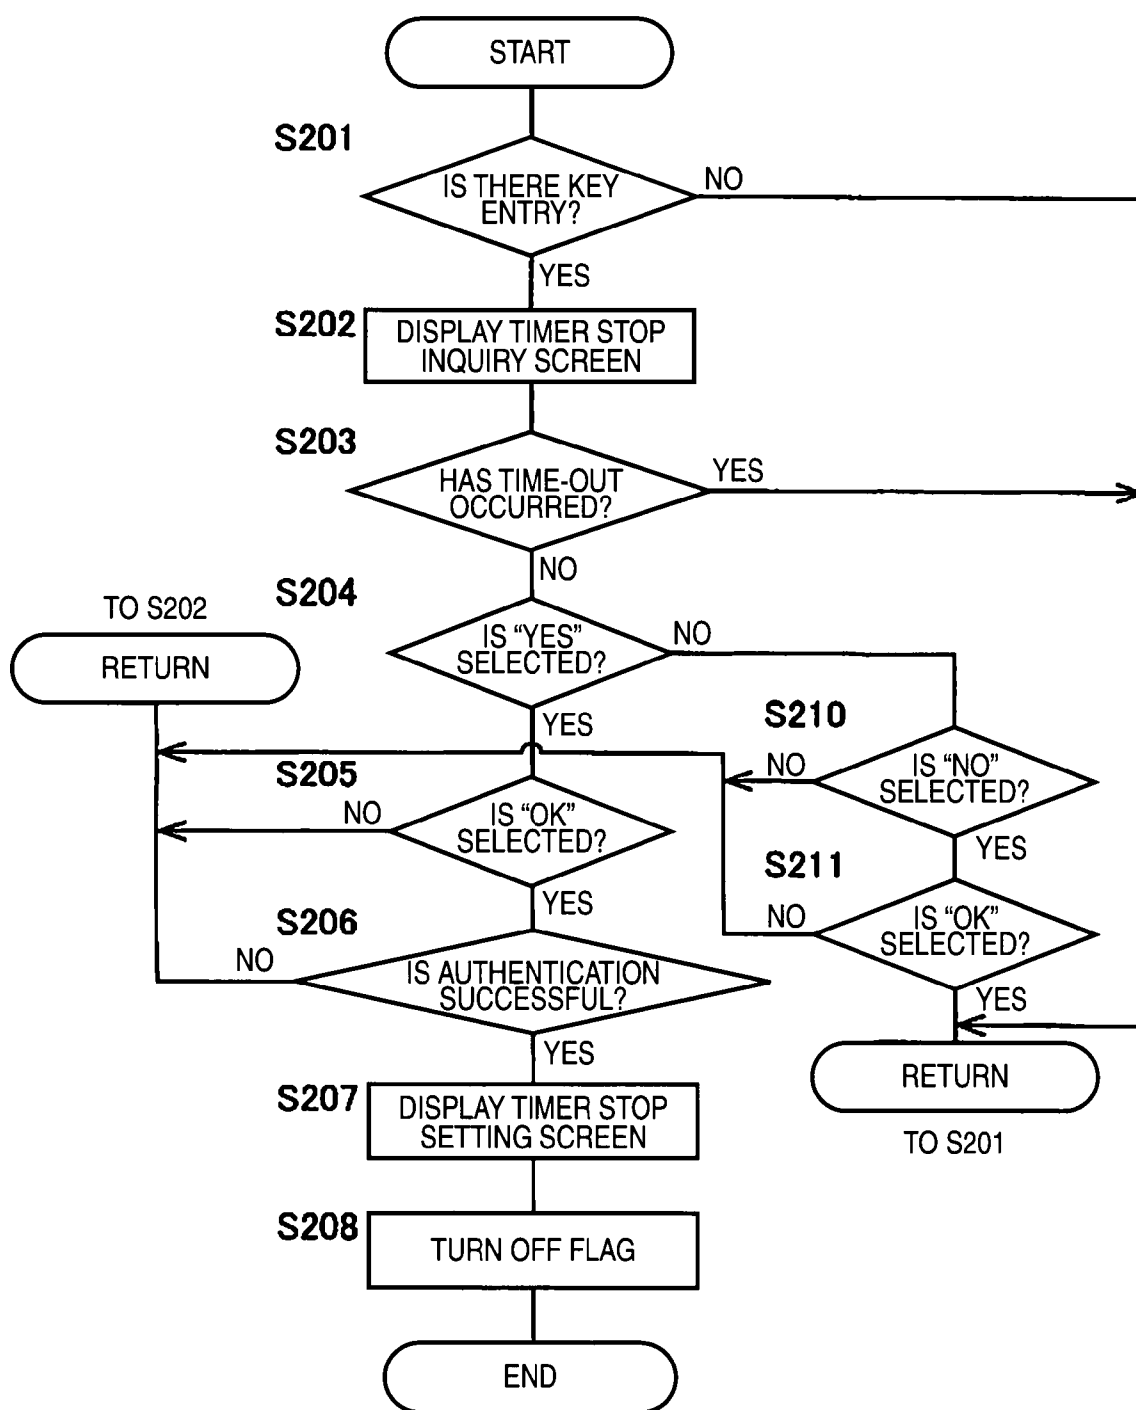 START
S201
IS THERE KEY
ENTRY?
NO
YES
S202
DISPLAY TIMER STOP
INQUIRY SCREEN
S203
HAS TIME-OUT
OCCURRED?
YES
NO
S204
IS “YES”
SELECTED?
NO
YES
TO S202
RETURN
S210
IS “NO”
SELECTED?
NO
YES
S205
IS “OK”
SELECTED?
NO
YES
S211
IS “OK”
SELECTED?
NO
YES
S206
IS AUTHENTICATION
SUCCESSFUL?
NO
YES
RETURN
TO S201
S207
DISPLAY TIMER STOP
SETTING SCREEN
S208
TURN OFF FLAG
END